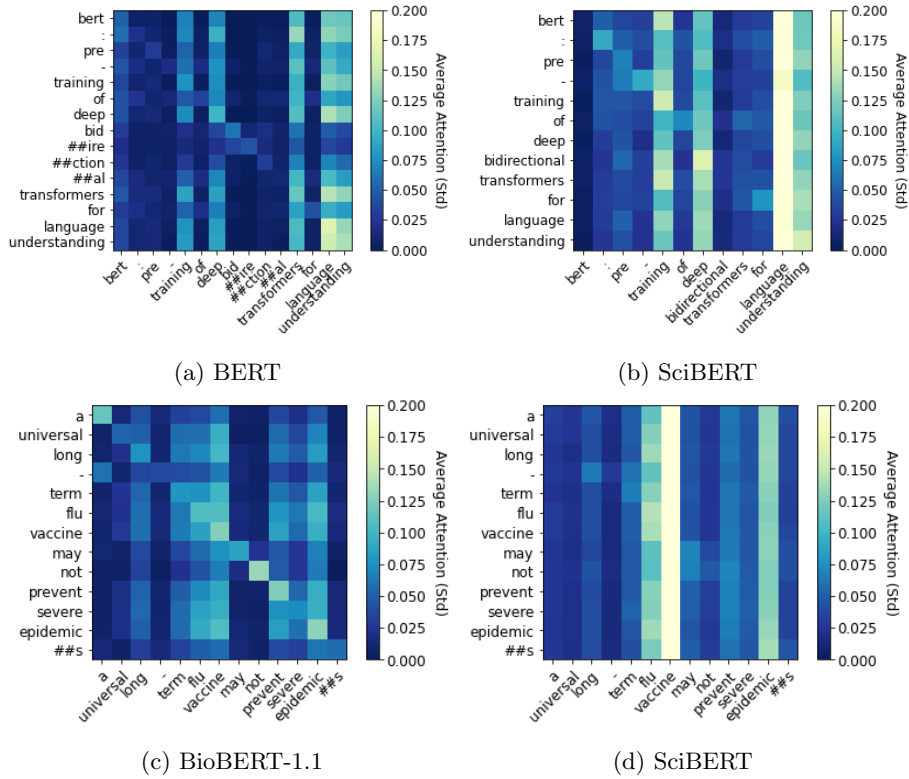 bert
:
pre
-
training
of
deep
bid
##ire
##ction
##al
transformers
for
language
understanding
bert
:
pre
-
training
of
deep
bid
##ire
##ction
##al
transformers
for
language
understanding
0.200
0.175
0.150
0.125
0.100
0.075
0.050
0.025
0.000
Average Attention (Std)
(a) BERT
bert
:
pre
-
training
of
deep
bidirectional
transformers
for
language
understanding
bert
:
pre
-
training
of
deep
bidirectional
transformers
for
language
understanding
0.200
0.175
0.150
0.125
0.100
0.075
0.050
0.025
0.000
Average Attention (Std)
(b) SciBERT
a
universal
long
-
term
flu
vaccine
may
not
prevent
severe
epidemic
##s
a
universal
long
-
term
flu
vaccine
may
not
prevent
severe
epidemic
##s
0.200
0.175
0.150
0.125
0.100
0.075
0.050
0.025
0.000
Average Attention (Std)
(c) BioBERT-1.1
a
universal
long
-
term
flu
vaccine
may
not
prevent
severe
epidemic
##s
a
universal
long
-
term
flu
vaccine
may
not
prevent
severe
epidemic
##s
0.200
0.175
0.150
0.125
0.100
0.075
0.050
0.025
0.000
Average Attention (Std)
(d) SciBERT